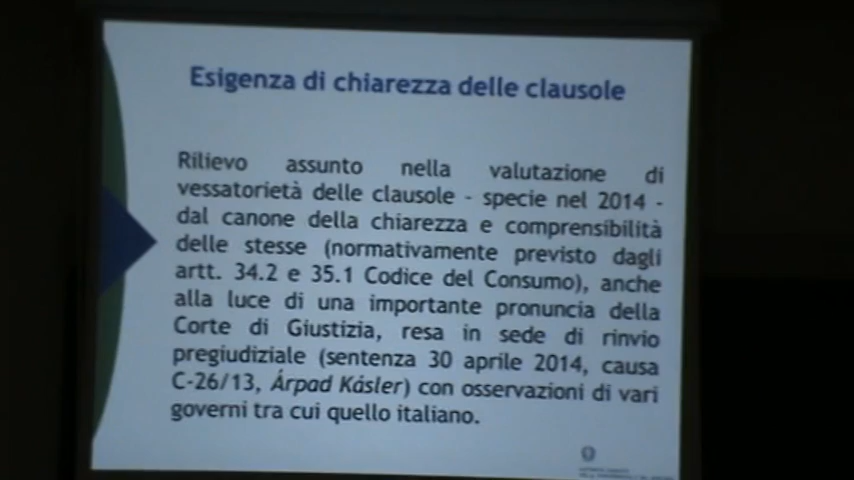 Esigenza di chiarezza delle clausole
Rilievo assunto nella valutazione di
vessatorietà delle clausole - specie nel 2014 -
dal canone della chiarezza e comprensibilità
delle stesse (normativamente previsto dagli
artt. 34.2 e 35.1 Codice del Consumo), anche
alla luce di una importante pronuncia della
Corte di Giustizia, resa in sede di rinvio
pregiudiziale (sentenza 30 aprile 2014, causa
C-26/13, Árpad Kásler) con osservazioni di vari
governi tra cui quello italiano.